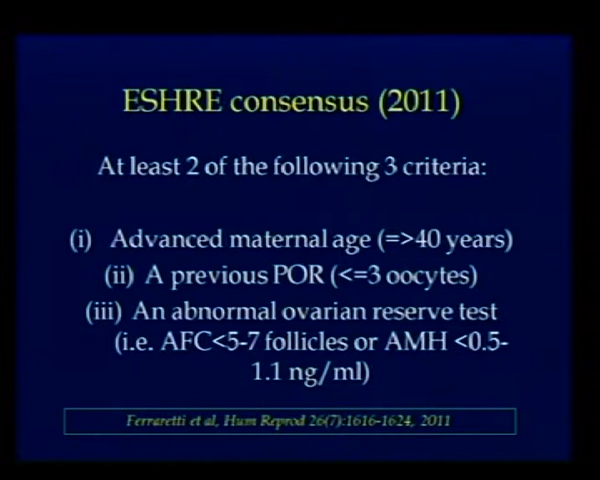 ESHRE consensus (2011)
At least 2 of the following 3 criteria:
(i) Advanced maternal age (=>40 years)
(ii) A previous POR (<=3 oocytes)
(iii) An abnormal ovarian reserve test
(i.e. AFC<5-7 follicles or AMH <0.5-
1.1 ng/ml)
Ferraretti et al, Hum Reprod 26(7):1616-1624, 2011